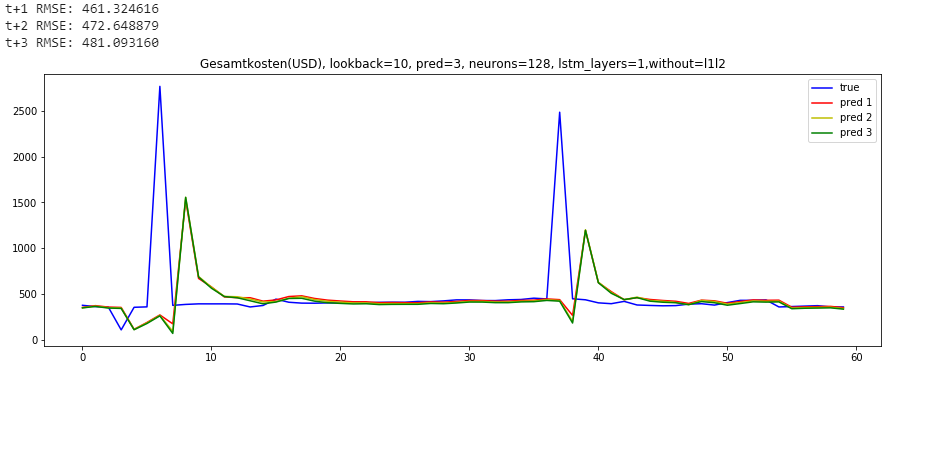 t+1 RMSE: 461.324616
t+2 RMSE: 472.648879
t+3 RMSE: 481.093160
Gesamtkosten(USD), lookback=10, pred=3, neurons=128, lstm_layers=1,without=l1l2
true
pred 1
pred 2
pred 3
2500
2000
1500
1000
500
0
0 10 20 30 40 50 60